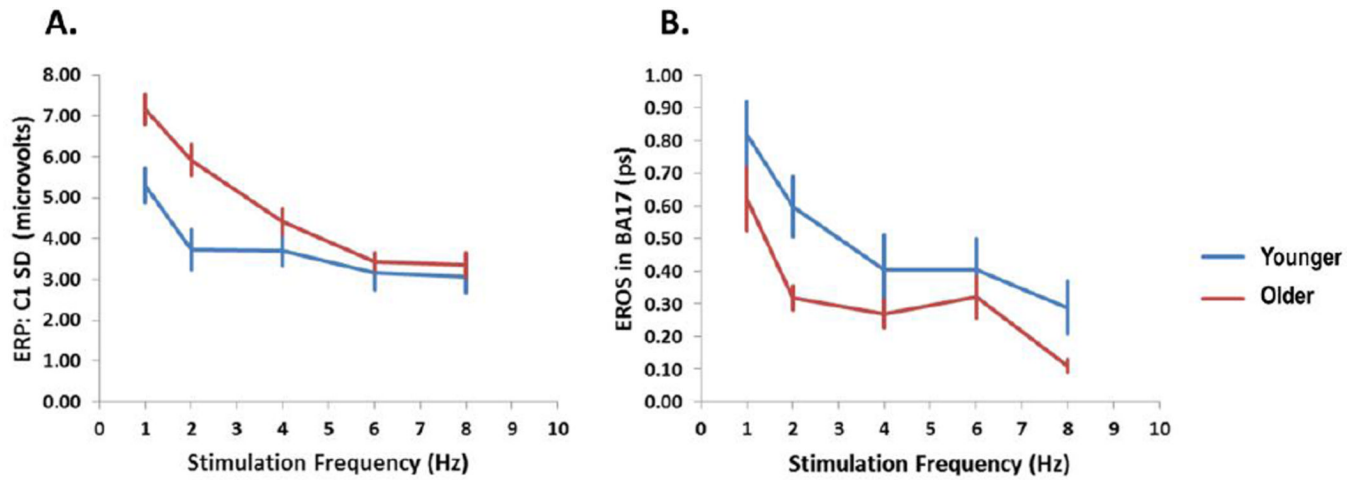 A.
ERP: C1 SD (microvolts)
8.00
7.00
6.00
5.00
4.00
3.00
2.00
1.00
0.00
0 1 2 3 4 5 6 7 8 9 10
Stimulation Frequency (Hz)
B.
EROS in BA17 (ps)
1.00
0.90
0.80
0.70
0.60
0.50
0.40
0.30
0.20
0.10
0.00
0 1 2 3 4 5 6 7 8 9 10
Stimulation Frequency (Hz)
Younger
Older